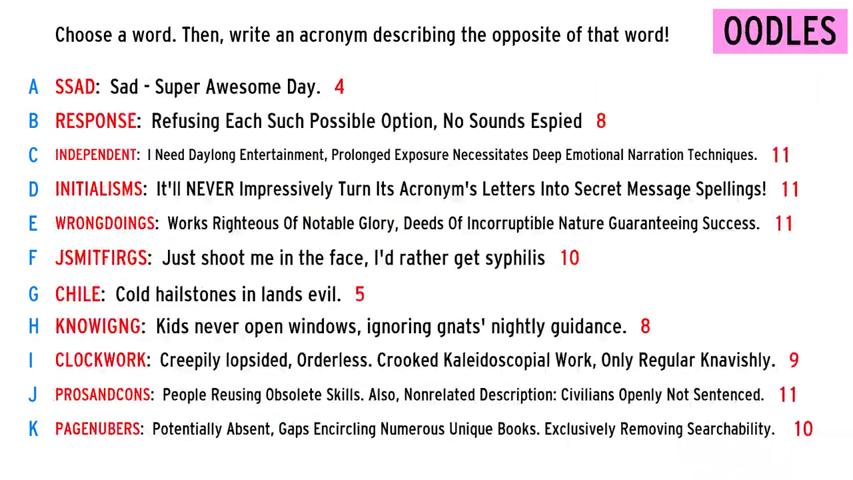 Choose a word. Then, write an acronym describing the opposite of that word!
OODLES
A SSAD: Sad - Super Awesome Day. 4
B RESPONSE: Refusing Each Such Possible Option, No Sounds Espied 8
C INDEPENDENT: I Need Daylong Entertainment, Prolonged Exposure Necessitates Deep Emotional Narration Techniques. 11
D INITIALISMS: It'll NEVER Impressively Turn Its Acronym's Letters Into Secret Message Spellings! 11
E WRONGDOINGS: Works Righteous Of Notable Glory, Deeds Of Incorruptible Nature Guaranteeing Success. 11
F JSMITFIRGS: Just shoot me in the face, I'd rather get syphilis 10
G CHILE: Cold hailstones in lands evil. 5
H KNOWIGNG: Kids never open windows, ignoring gnats' nightly guidance. 8
I CLOCKWORK: Creepily lopsided, Orderless. Crooked Kaleidoscopial Work, Only Regular Knavishly. 9
J PROSANDCONS: People Reusing Obsolete Skills. Also, Nonrelated Description: Civilians Openly Not Sentenced. 11
K PAGENUBERS: Potentially Absent, Gaps Encircling Numerous Unique Books. Exclusively Removing Searchability. 10